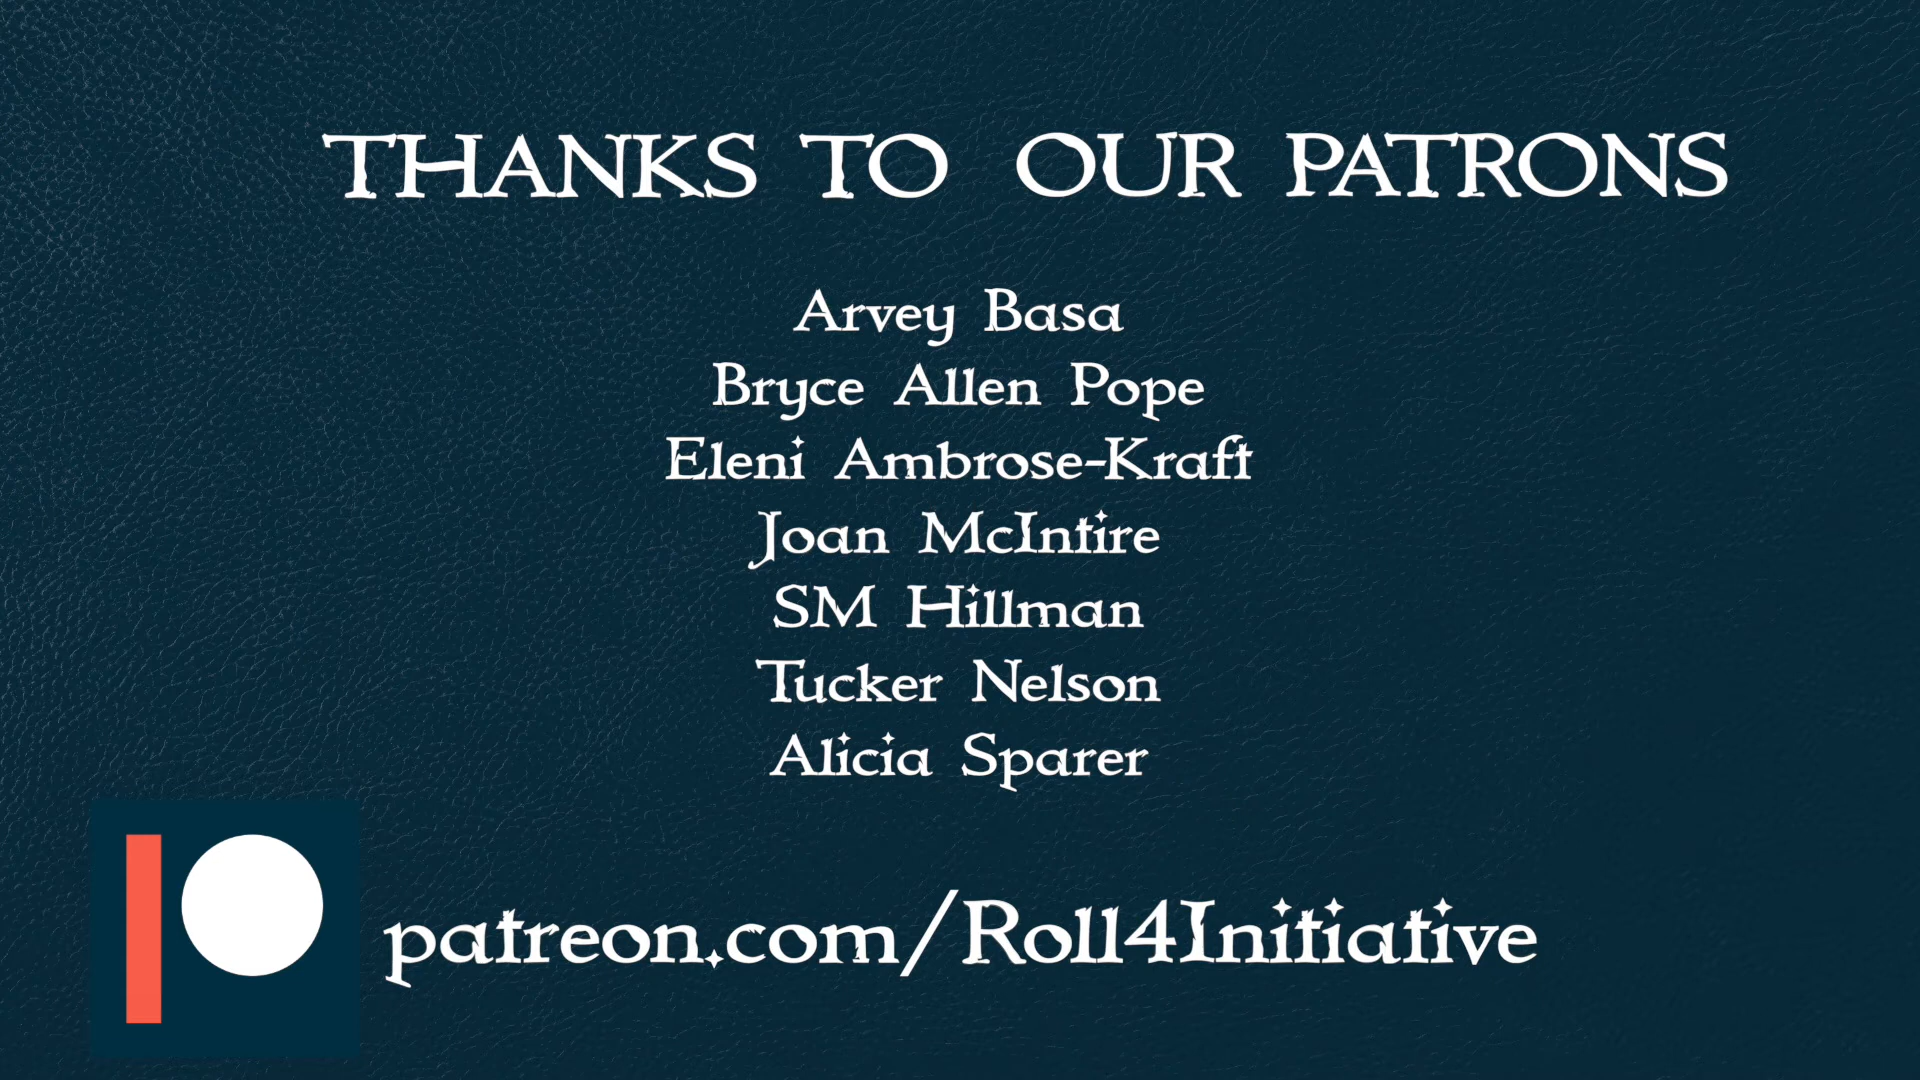 THANKS TO OUR PATRONS
Arvey Basa
Bryce Allen Pope
Eleni Ambrose-Kraft
Joan McIntire
SM Hillman
Tucker Nelson
Alicia Sparer
patreon.com/Roll4Initiative